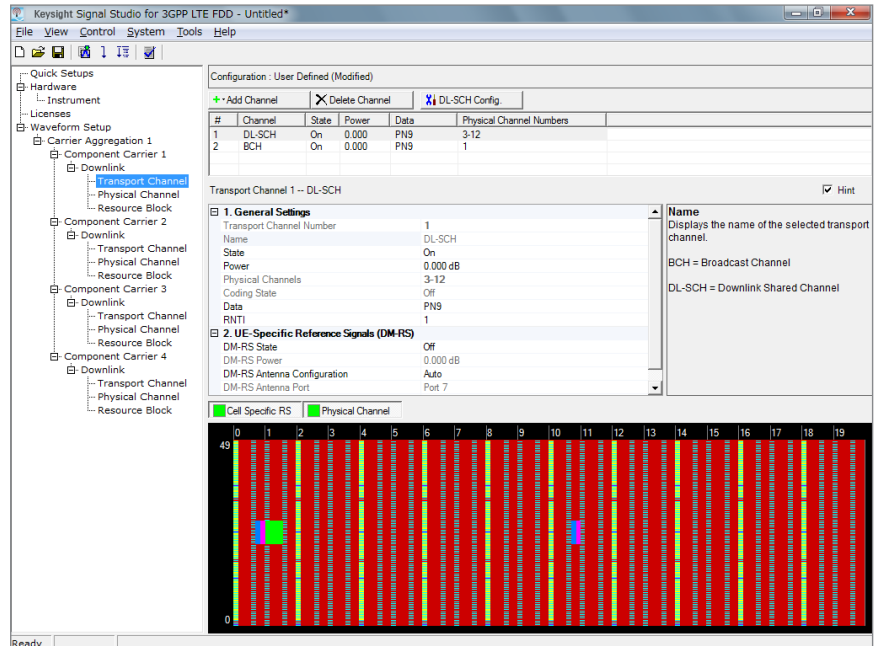 Keysight Signal Studio for 3GPP LTE FDD - Untitled*
File View Control System Tools Help
Quick Setups
Hardware
Instrument
Licenses
Waveform Setup
Carrier Aggregation 1
Component Carrier 1
Downlink
Transport Channel
Physical Channel
Resource Block
Component Carrier 2
Downlink
Transport Channel
Physical Channel
Resource Block
Component Carrier 3
Downlink
Transport Channel
Physical Channel
Resource Block
Component Carrier 4
Downlink
Transport Channel
Physical Channel
Resource Block
Configuration : User Defined (Modified)
Add Channel Delete Channel DL-SCH Config.
# Channel State Power Data Physical Channel Numbers
1 DL-SCH On 0.000 PN9 3-12
2 BCH On 0.000 PN9 1
Transport Channel 1 -- DL-SCH Hint
1. General Settings
Transport Channel Number 1
Name DL-SCH
State On
Power 0.000 dB
Physical Channels 3-12
Coding State Off
Data PN9
RNTI 1
2. UE-Specific Reference Signals (DM-RS)
DM-RS State Off
DM-RS Power 0.000 dB
DM-RS Antenna Configuration Auto
DM-RS Antenna Port Port 7
Name
Displays the name of the selected transport
channel.
BCH = Broadcast Channel
DL-SCH = Downlink Shared Channel
Cell Specific RS Physical Channel
0 1 2 3 4 5 6 7 8 9 10 11 12 13 14 15 16 17 18 19
49
0
Ready